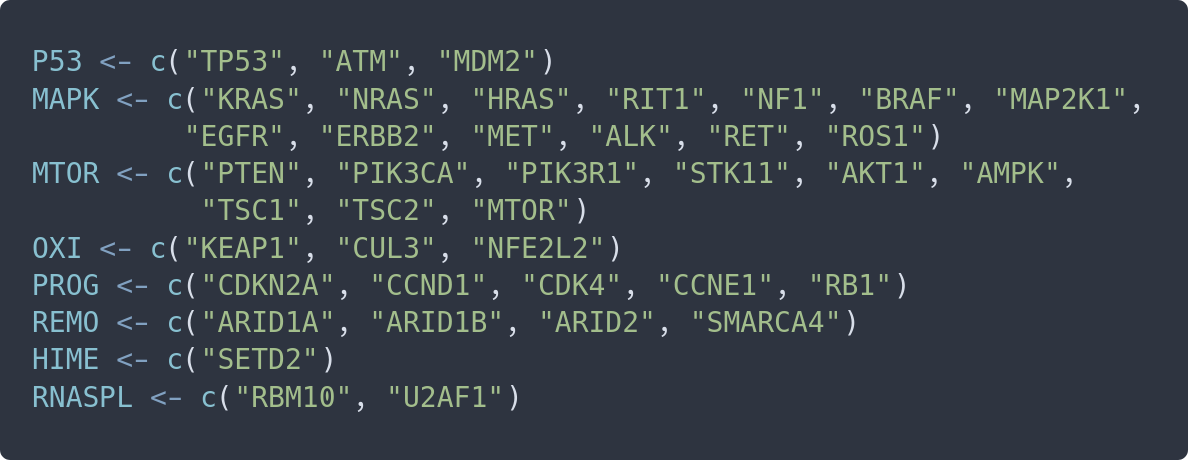 P53 <- c("TP53", "ATM", "MDM2")
MAPK <- c("KRAS", "NRAS", "HRAS", "RIT1", "NF1", "BRAF", "MAP2K1",
         "EGFR", "ERBB2", "MET", "ALK", "RET", "ROS1")
MTOR <- c("PTEN", "PIK3CA", "PIK3R1", "STK11", "AKT1", "AMPK",
          "TSC1", "TSC2", "MTOR")
OXI <- c("KEAP1", "CUL3", "NFE2L2")
PROG <- c("CDKN2A", "CCND1", "CDK4", "CCNE1", "RB1")
REMO <- c("ARID1A", "ARID1B", "ARID2", "SMARCA4")
HIME <- c("SETD2")
RNASPL <- c("RBM10", "U2AF1")